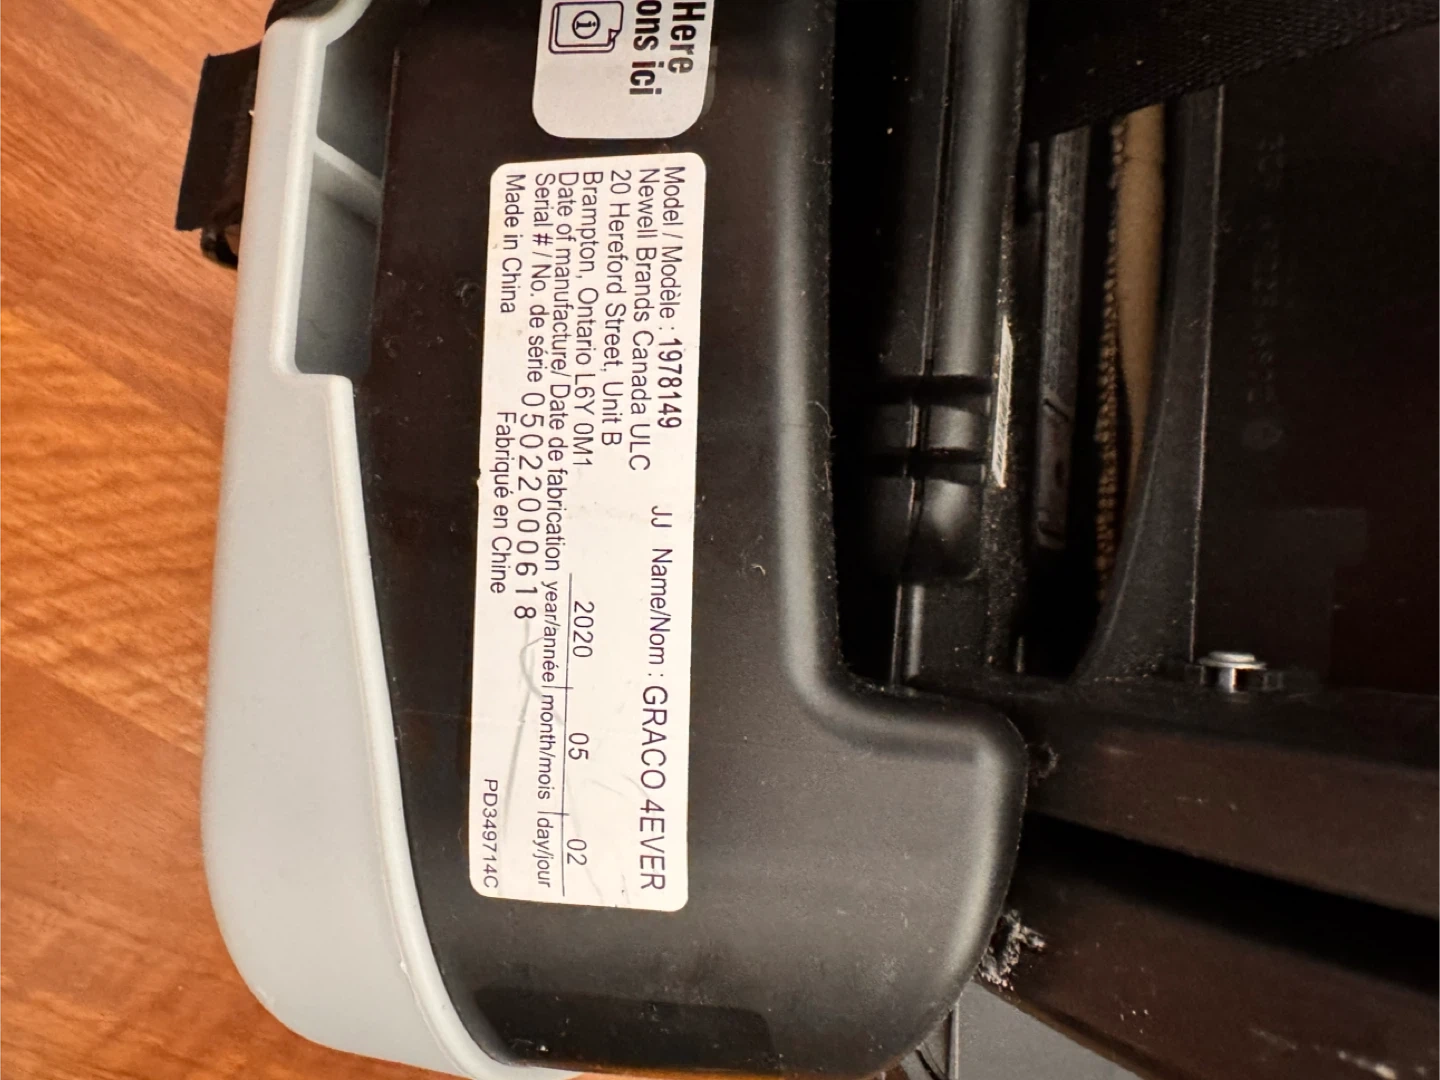 Here
ons ici
Model / Modèle : 1978149 JJ Name/Nom : GRACO 4EVER
Newell Brands Canada ULC
20 Hereford Street, Unit B
Brampton, Ontario L6Y 0M1 2020 05 02
Date of manufacture/ Date de fabrication year/année month/mois day/jour
Serial # / No. de série 0502200618
Made in China Fabriqué en Chine PD349714C